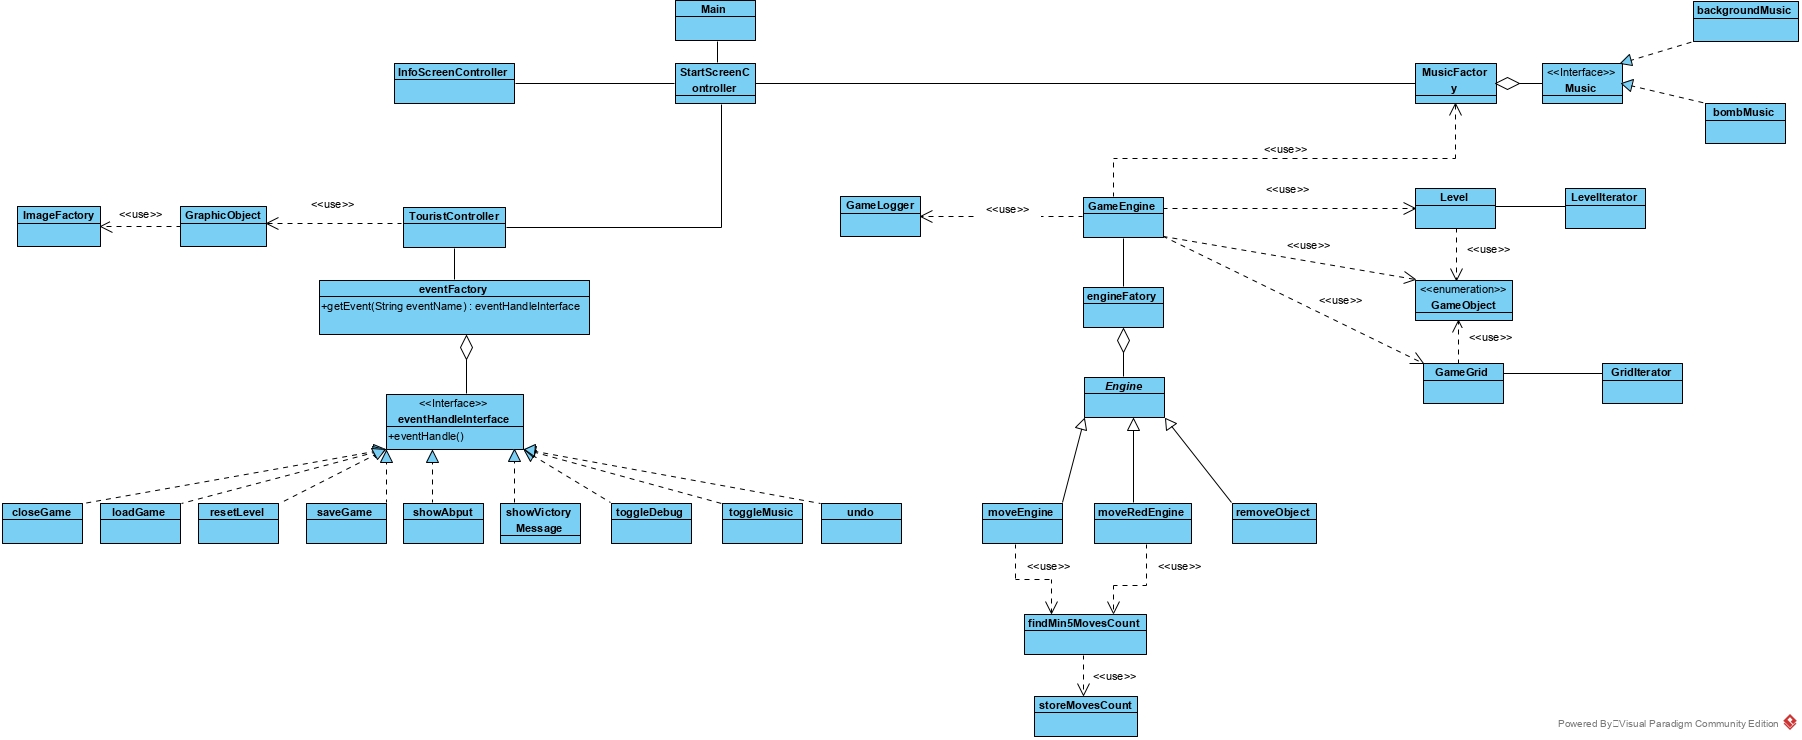 Main
backgroundMusic
InfoScreenController
StartScreenC
ontroller
MusicFactor
y
<<Interface>>
Music
bombMusic
<<use>>
ImageFactory
<<use>>
GraphicObject
<<use>>
TouristController
GameLogger
<<use>>
GameEngine
<<use>>
Level
LevelIterator
<<use>>
<<use>>
eventFactory
+getEvent(String eventName) : eventHandleInterface
engineFatory
<<use>>
<<enumeration>>
GameObject
<<use>>
GameGrid
GridIterator
<<Interface>>
eventHandleInterface
+eventHandle()
Engine
closeGame
loadGame
resetLevel
saveGame
showAbput
showVictory
Message
toggleDebug
toggleMusic
undo
moveEngine
moveRedEngine
removeObject
<<use>>
<<use>>
findMin5MovesCount
<<use>>
storeMovesCount
Powered By Visual Paradigm Community Edition